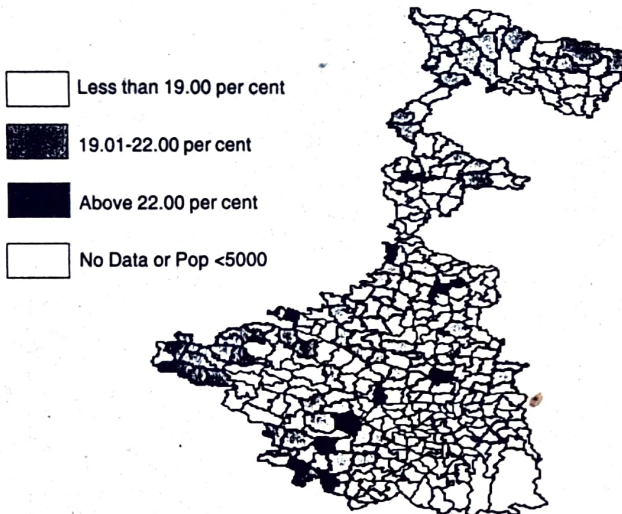 Less than 19.00 per cent
19.01-22.00 per cent
Above 22.00 per cent
No Data or Pop <5000